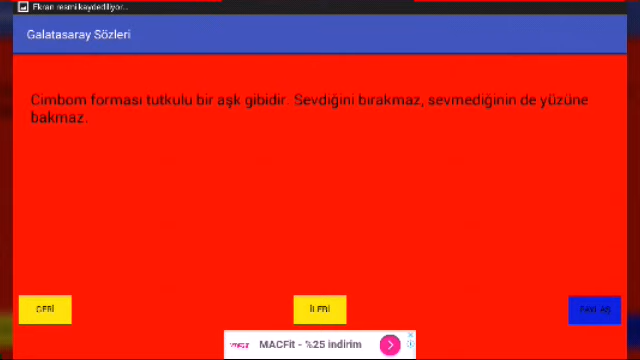 Ekran resmi kaydediliyor...
Galatasaray Sözleri
Cimbom forması tutkulu bir aşk gibidir. Sevdiğini bırakmaz, sevmediğinin de yüzüne
bakmaz.
GERİ
İLERİ
PAYLAŞ
MACFit - %25 indirim